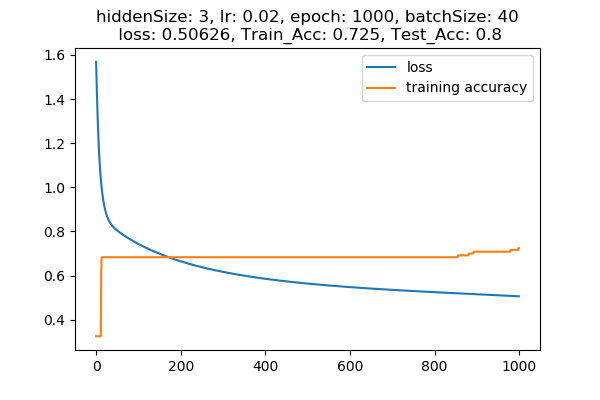 hiddenSize: 3, lr: 0.02, epoch: 1000, batchSize: 40
loss: 0.50626, Train_Acc: 0.725, Test_Acc: 0.8
1.6
1.4
1.2
1.0
0.8
0.6
0.4
loss
training accuracy
0 200 400 600 800 1000